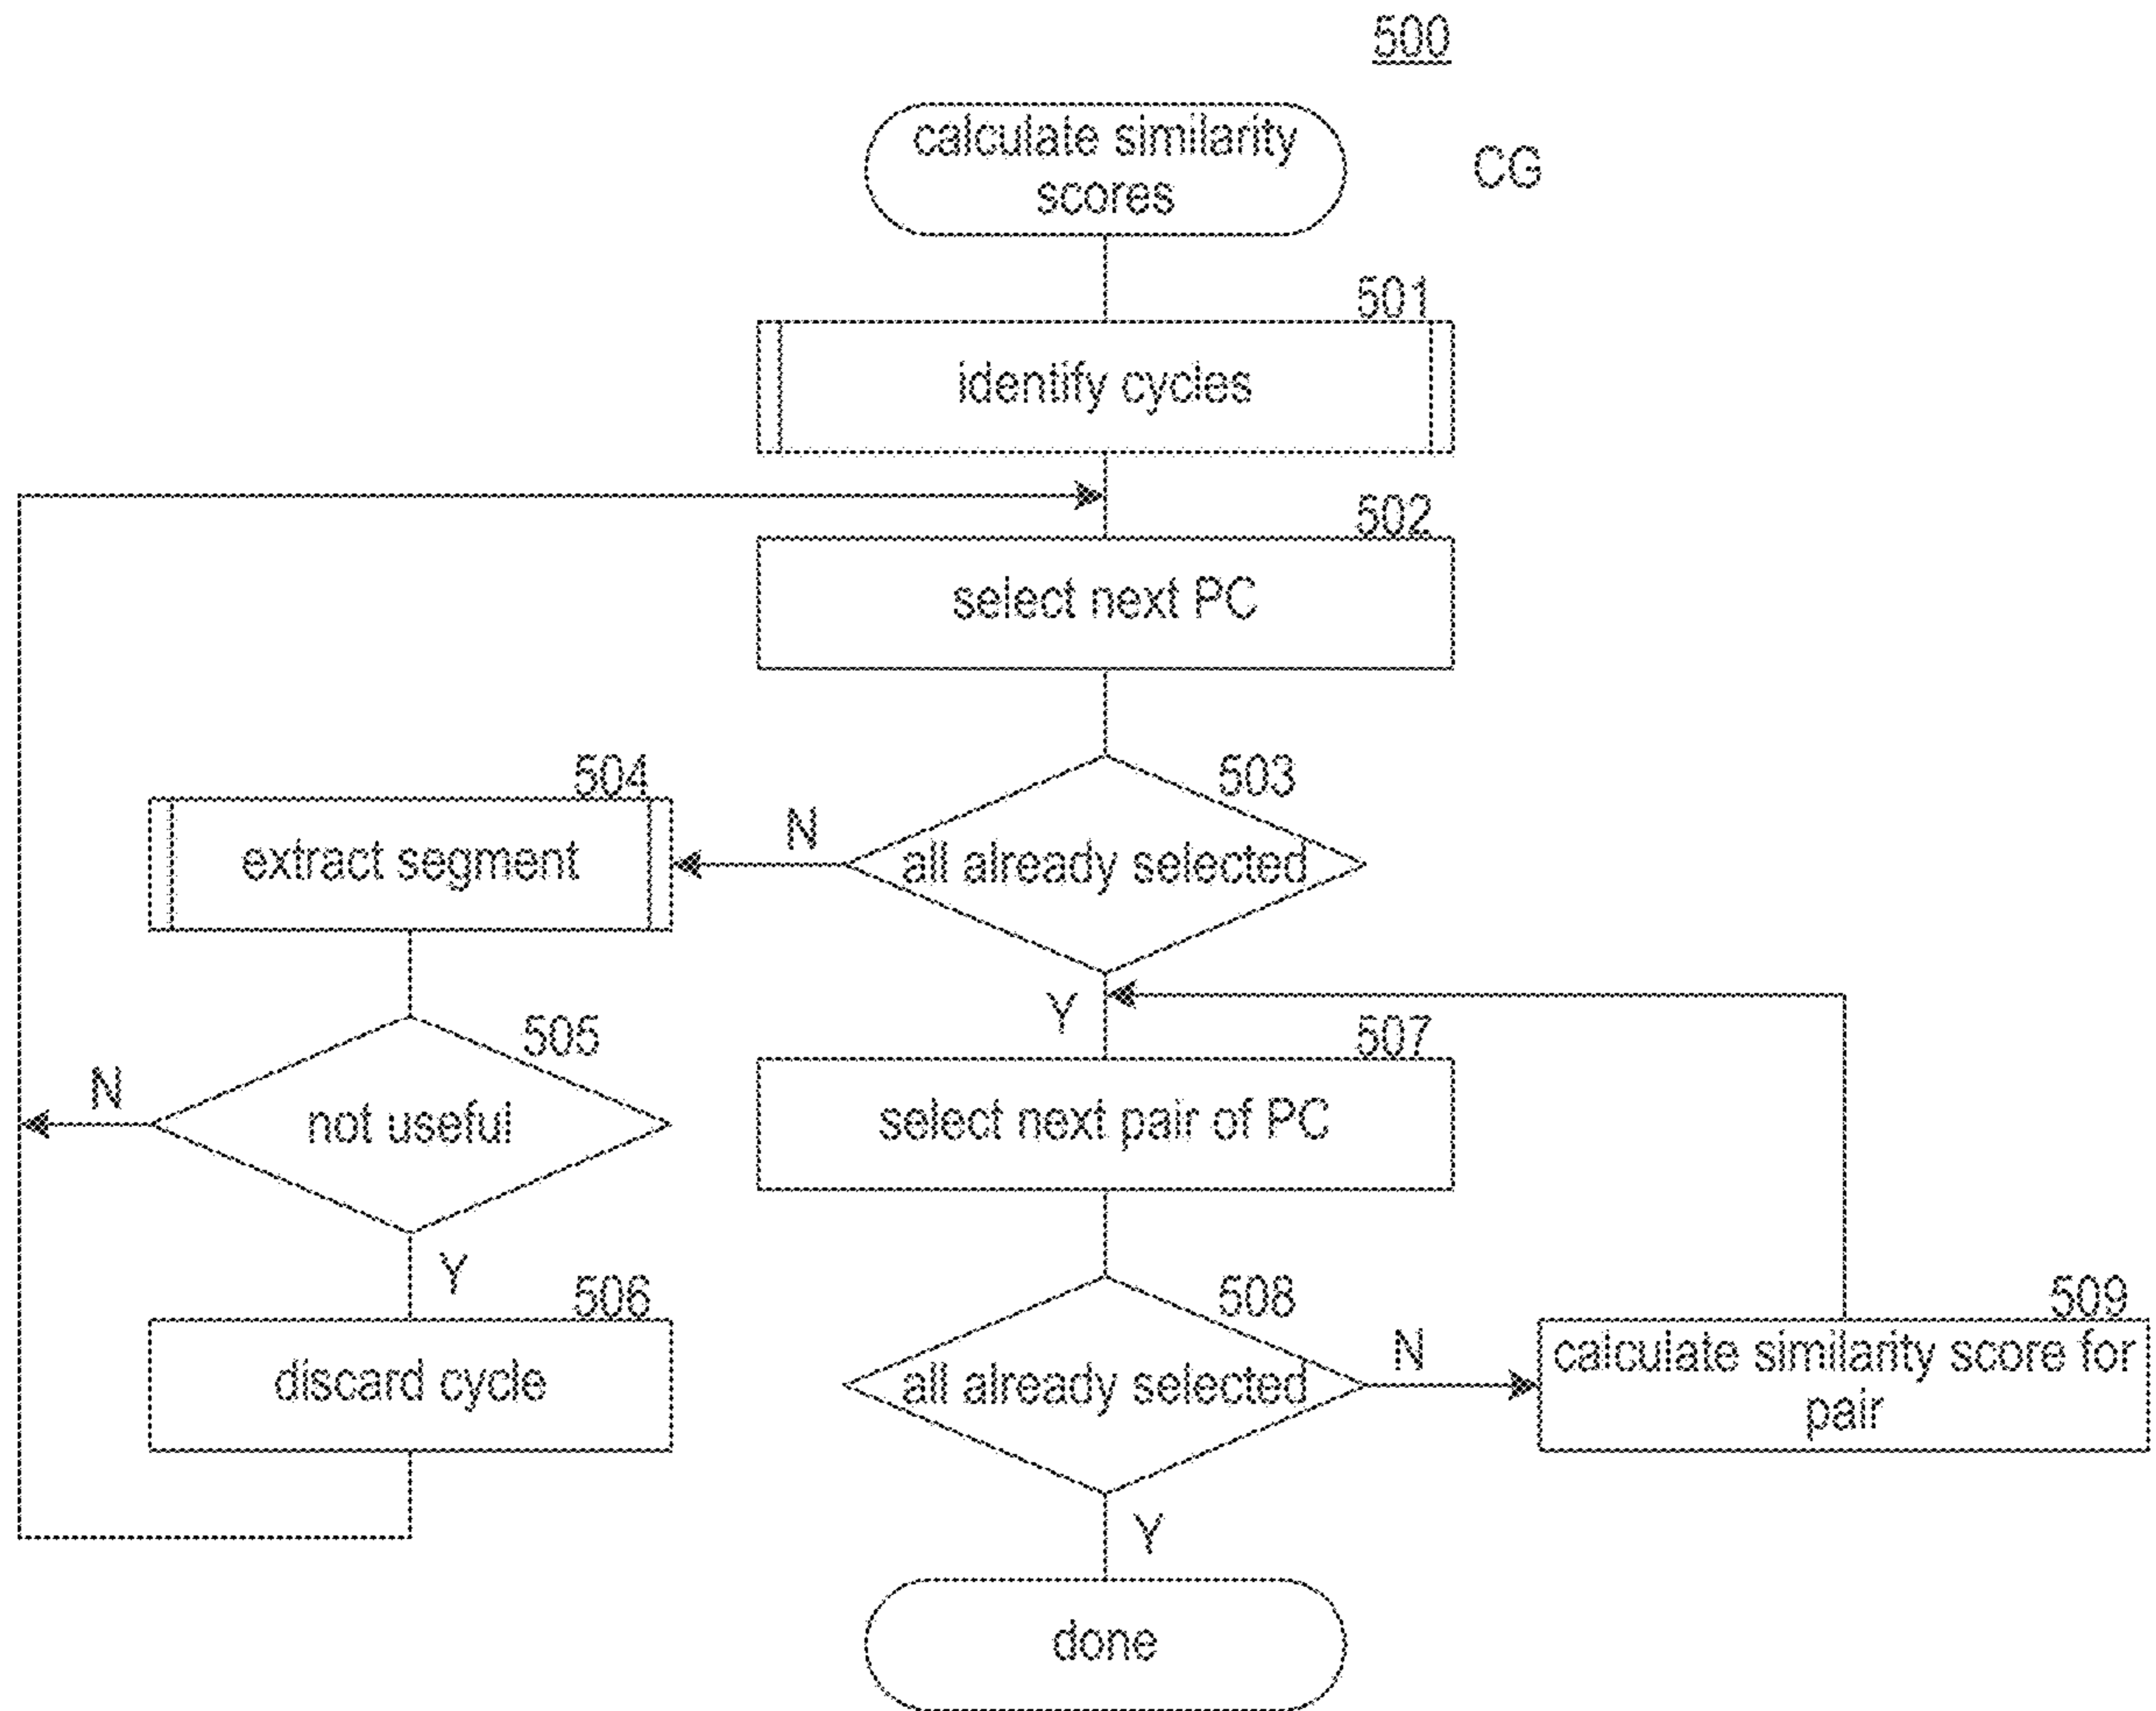 500
calculate similarity
scores
CG
501
identify cycles
502
select next PC
503
all already selected
N
504
extract segment
505
not useful
N
Y
506
discard cycle
Y
507
select next pair of PC
508
all already selected
N
509
calculate similarity score for
pair
Y
done